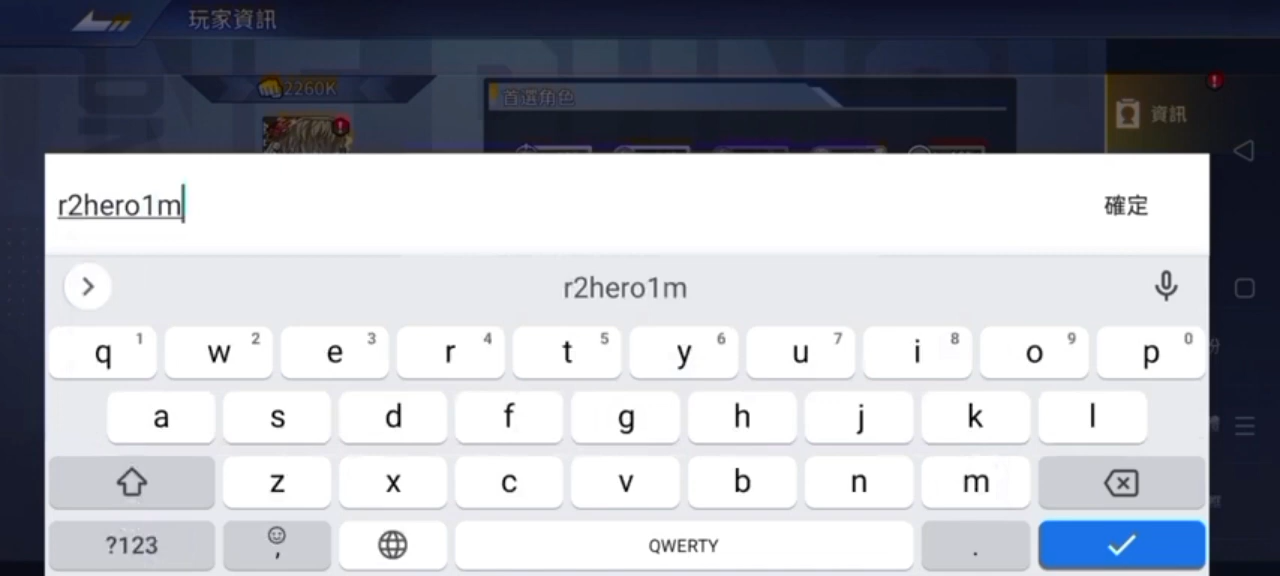 玩家資訊
2260K
首選角色
資訊
r2hero1m
確定
r2hero1m
q 1 w 2 e 3 r 4 t 5 y 6 u 7 i 8 o 9 p 0
a s d f g h j k l
z x c v b n m
?123 , QWERTY .